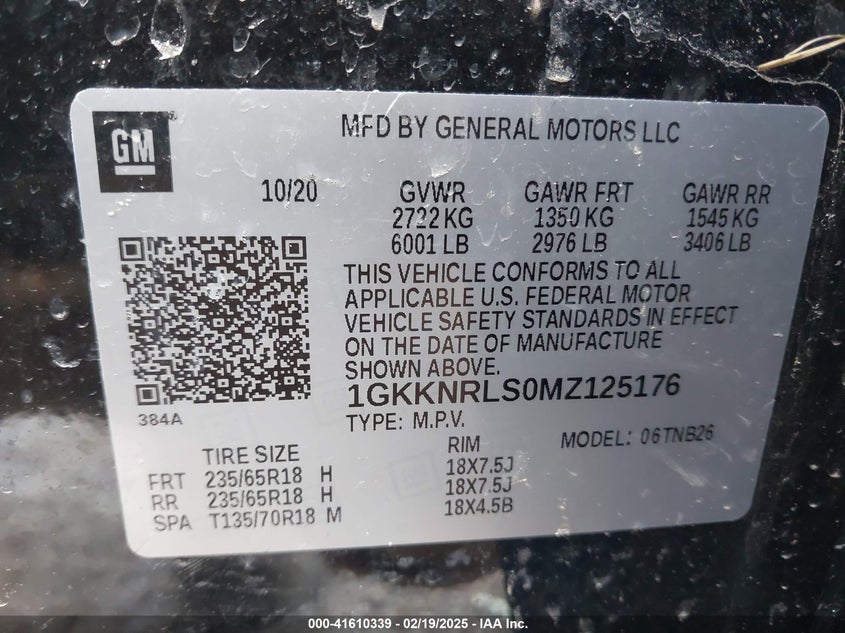 GM
MFD BY GENERAL MOTORS LLC
10/20 GVWR GAWR FRT GAWR RR
2722 KG 1350 KG 1545 KG
6001 LB 2976 LB 3406 LB
THIS VEHICLE CONFORMS TO ALL
APPLICABLE U.S. FEDERAL MOTOR
VEHICLE SAFETY STANDARDS IN EFFECT
ON THE DATE OF MANUFACTURE
SHOWN ABOVE.
1GKKNRLS0MZ125176
384A
TYPE: M.P.V.
MODEL: 06TNB26
TIRE SIZE RIM
FRT 235/65R18 H 18X7.5J
RR 235/65R18 H 18X7.5J
SPA T135/70R18 M 18X4.5B
000-41610339 - 02/19/2025 - IAA Inc.